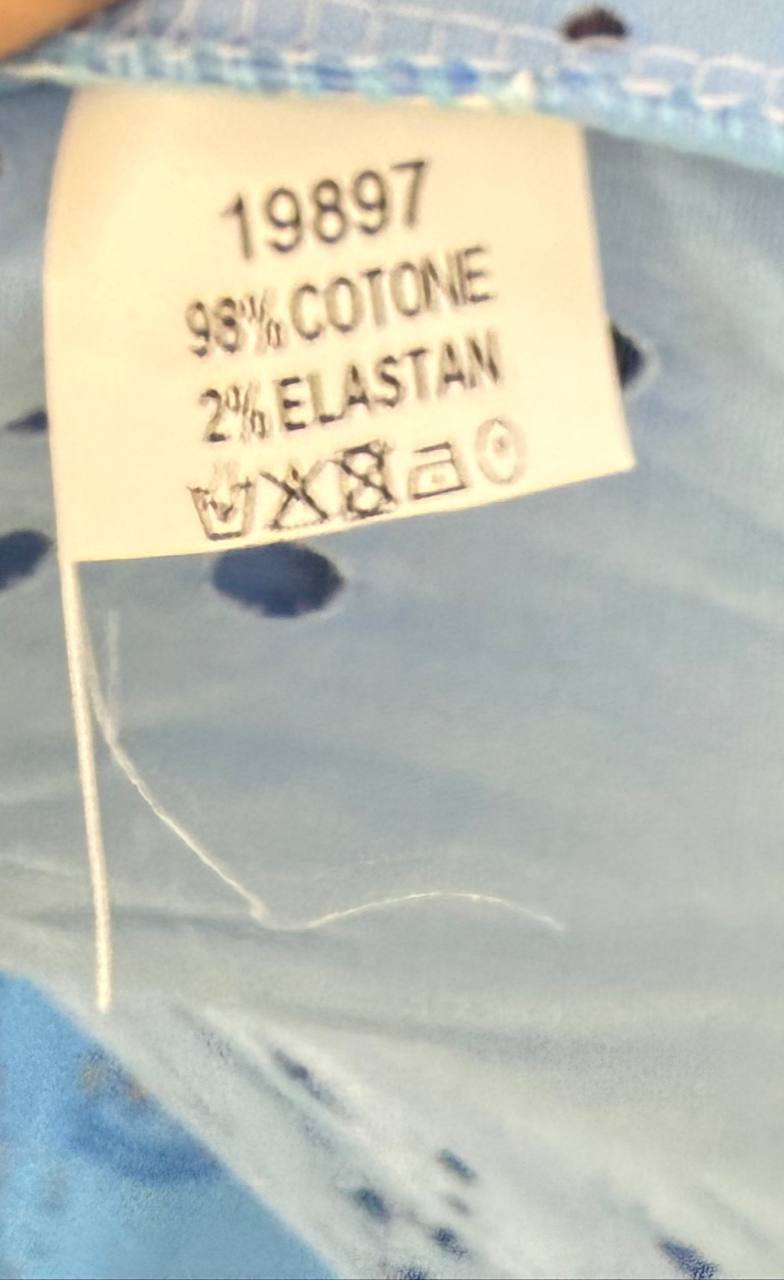 19897
98% COTONE
2% ELASTAN